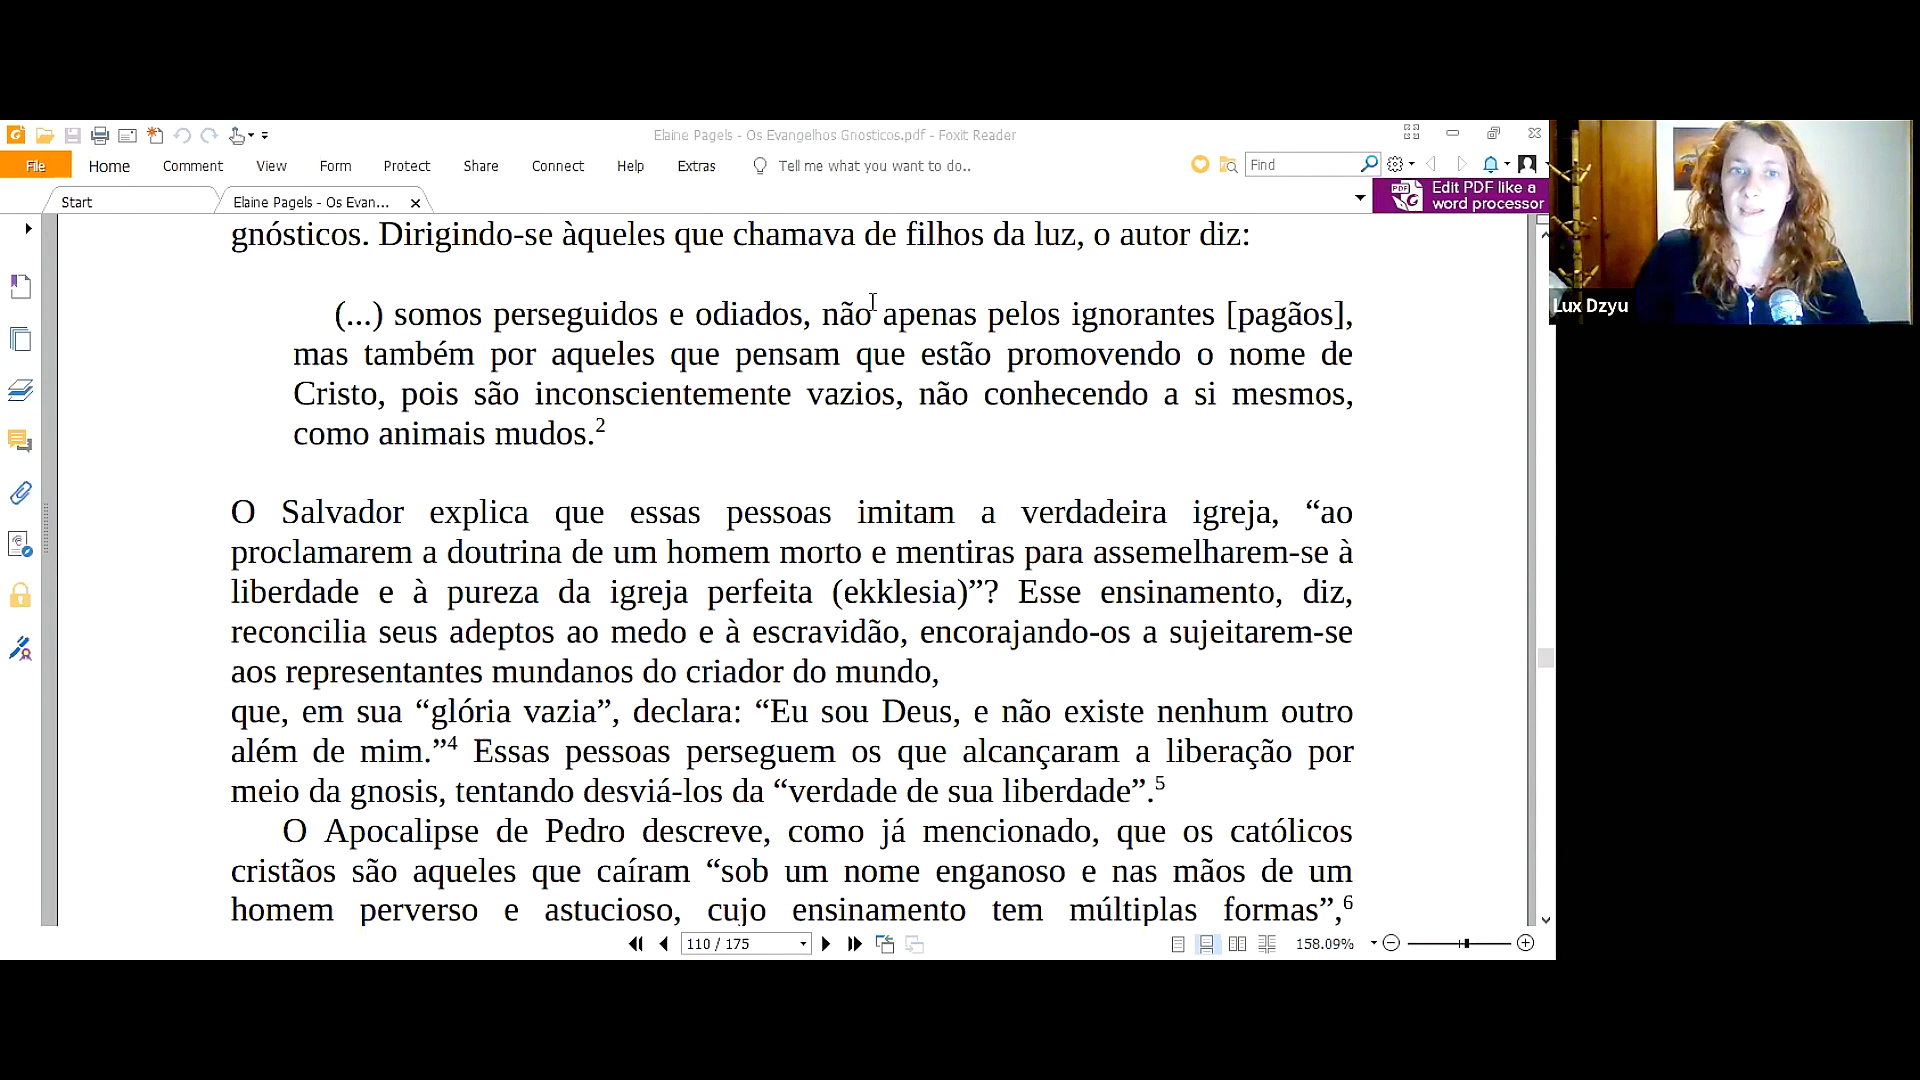 Elaine Pagels - Os Evangelhos Gnosticos.pdf - Foxit Reader
File Home Comment View Form Protect Share Connect Help Extras Tell me what you want to do.. Find
Edit PDF like a
word processor
Start Elaine Pagels - Os Evan...
gnósticos. Dirigindo-se àqueles que chamava de filhos da luz, o autor diz:
(...) somos perseguidos e odiados, não apenas pelos ignorantes [pagãos],
mas também por aqueles que pensam que estão promovendo o nome de
Cristo, pois são inconscientemente vazios, não conhecendo a si mesmos,
como animais mudos.2
O Salvador explica que essas pessoas imitam a verdadeira igreja, “ao
proclamarem a doutrina de um homem morto e mentiras para assemelharem-se à
liberdade e à pureza da igreja perfeita (ekklesia)”? Esse ensinamento, diz,
reconcilia seus adeptos ao medo e à escravidão, encorajando-os a sujeitarem-se
aos representantes mundanos do criador do mundo,
que, em sua “glória vazia”, declara: “Eu sou Deus, e não existe nenhum outro
além de mim.”4 Essas pessoas perseguem os que alcançaram a liberação por
meio da gnosis, tentando desviá-los da “verdade de sua liberdade”.5
O Apocalipse de Pedro descreve, como já mencionado, que os católicos
cristãos são aqueles que caíram “sob um nome enganoso e nas mãos de um
homem perverso e astucioso, cujo ensinamento tem múltiplas formas”,6
110 / 175
158.09%
Lux Dzyu